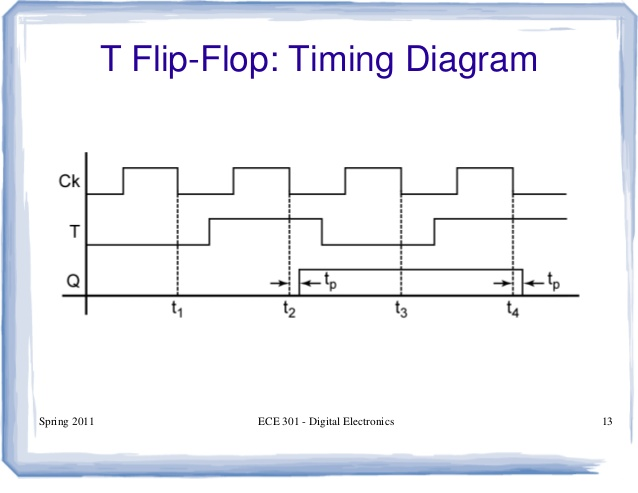 T Flip-Flop: Timing Diagram
Ck
T
Q
tp
tp
t1
t2
t3
t4
Spring 2011
ECE 301 - Digital Electronics
13